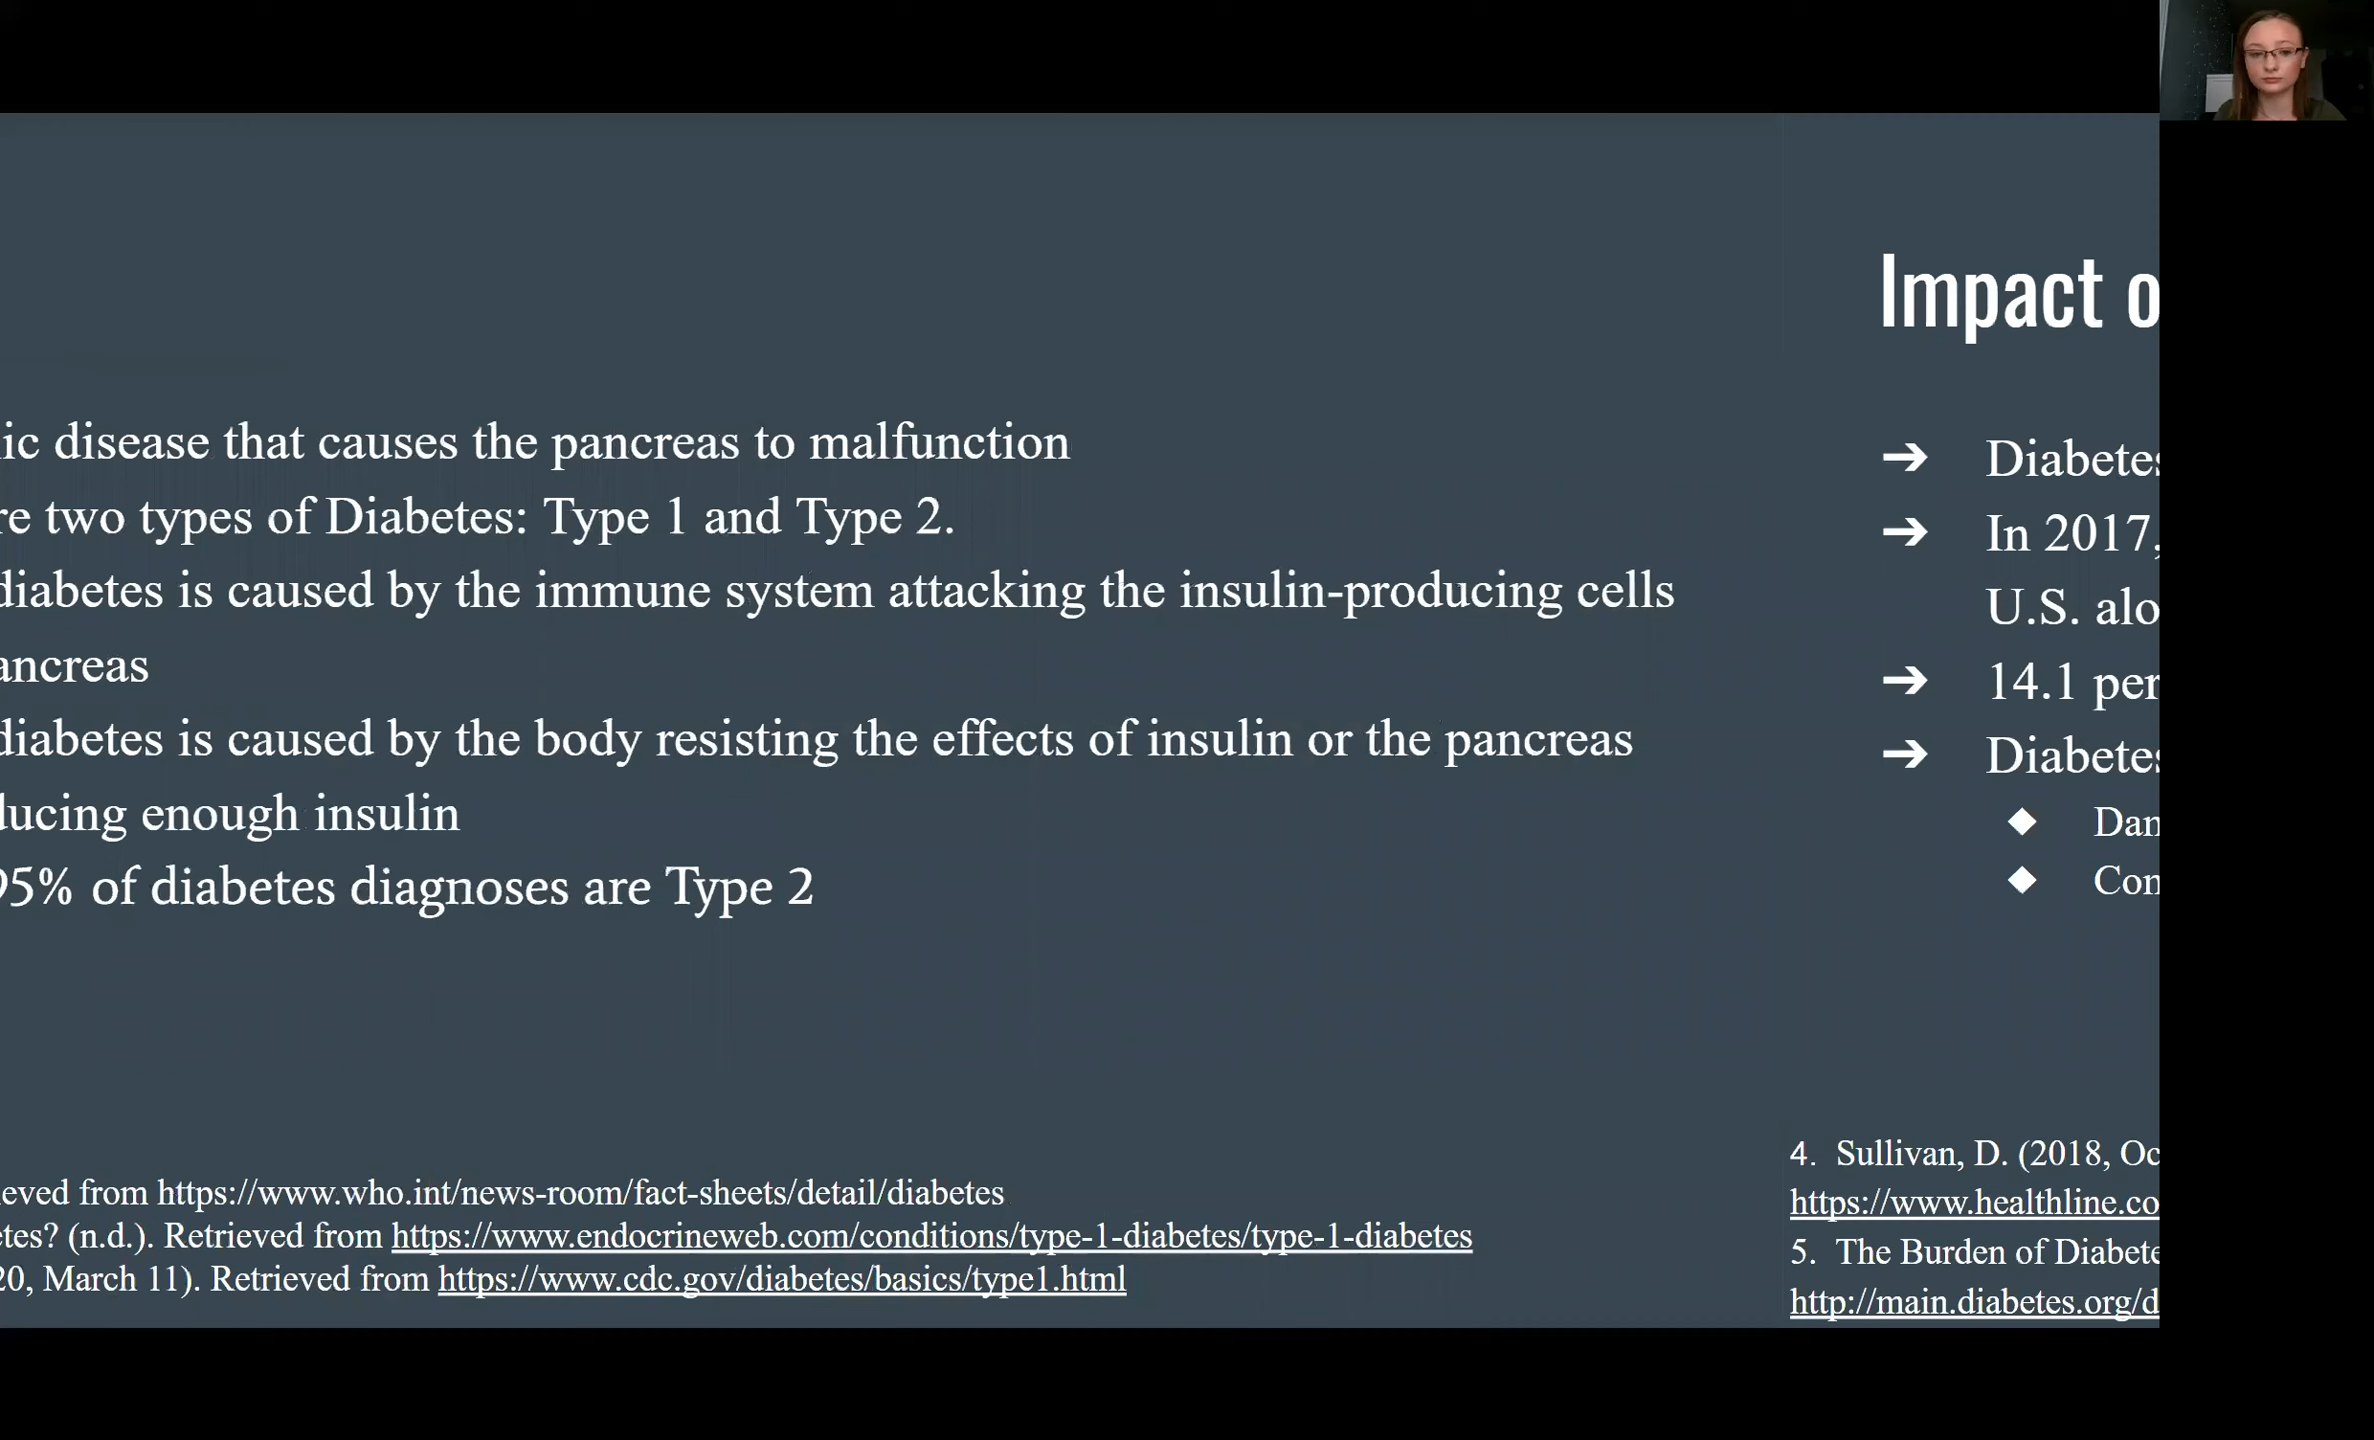 ic disease that causes the pancreas to malfunction
re two types of Diabetes: Type 1 and Type 2.
diabetes is caused by the immune system attacking the insulin-producing cells
ancreas
diabetes is caused by the body resisting the effects of insulin or the pancreas
ducing enough insulin
95% of diabetes diagnoses are Type 2
ieved from https://www.who.int/news-room/fact-sheets/detail/diabetes
etes? (n.d.). Retrieved from https://www.endocrineweb.com/conditions/type-1-diabetes/type-1-diabetes
20, March 11). Retrieved from https://www.cdc.gov/diabetes/basics/type1.html
Impact o
➔ Diabetes
➔ In 2017,
U.S. alo
➔ 14.1 per
➔ Diabetes
◆ Dam
◆ Con
4. Sullivan, D. (2018, Oc
https://www.healthline.co
5. The Burden of Diabete
http://main.diabetes.org/d